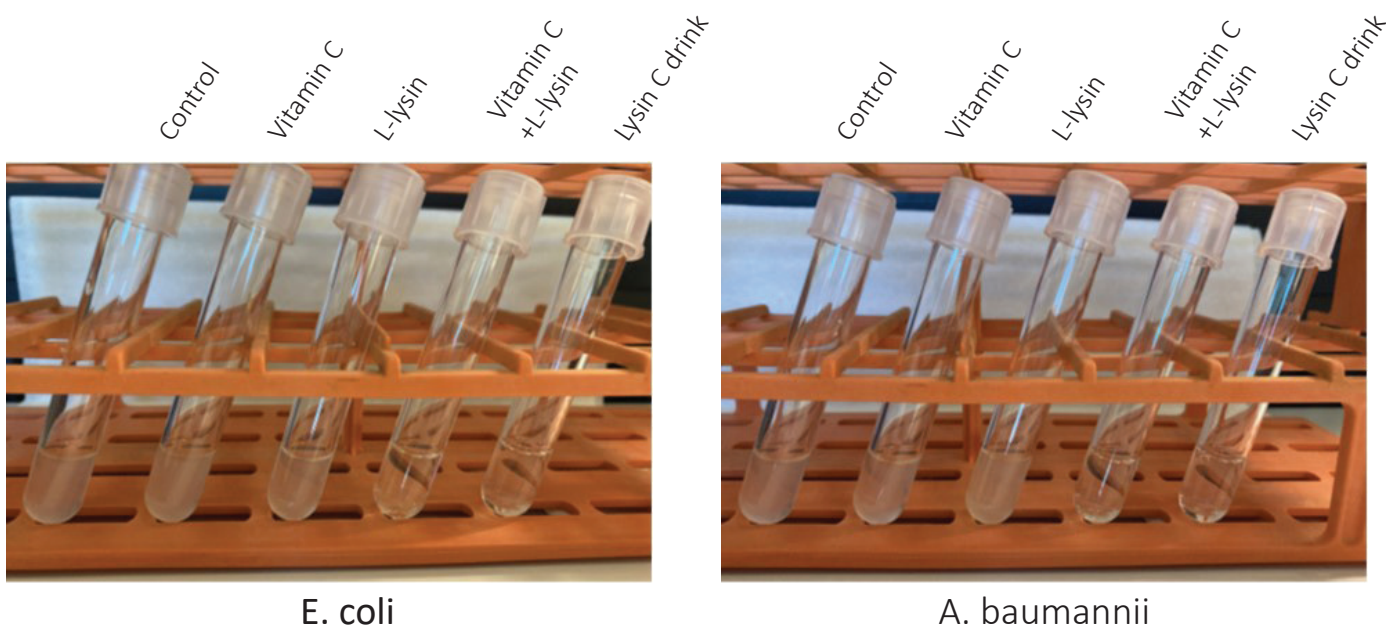 Control
Vitamin C
L-lysin
Vitamin C
+L-lysin
Lysin C drink
Control
Vitamin C
L-lysin
Vitamin C
+L-lysin
Lysin C drink
E. coli
A. baumannii